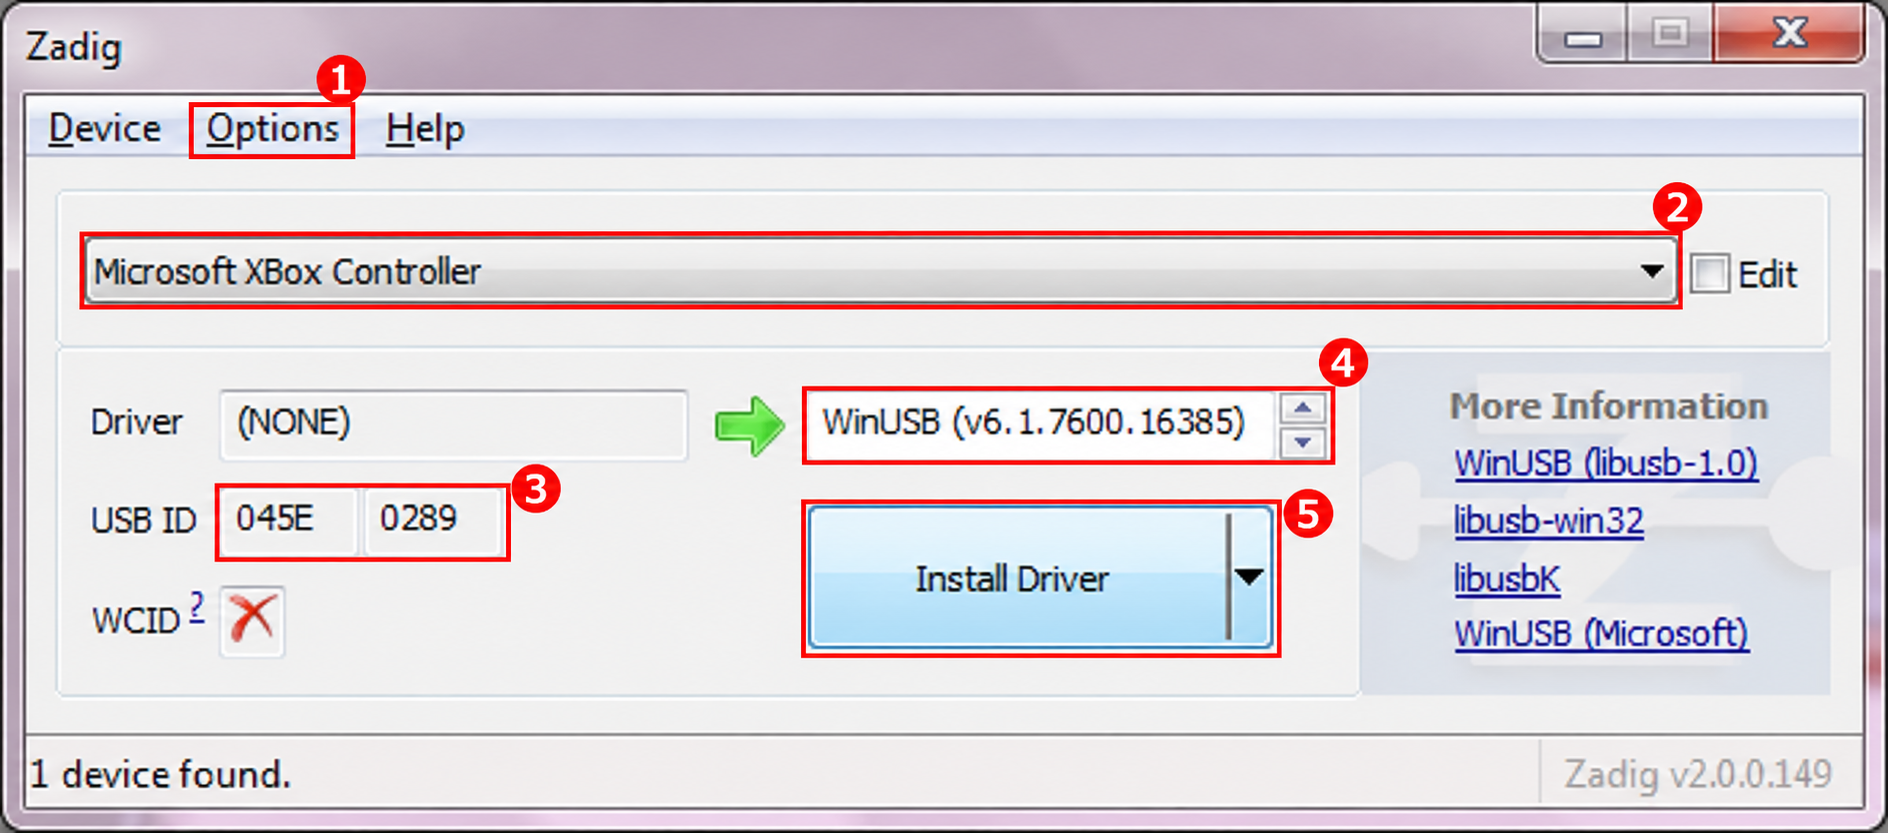 Zadig
1
Device Options Help
2
Microsoft XBox Controller
Edit
4
Driver (NONE) WinUSB (v6.1.7600.16385)
3
USB ID 045E 0289
5
Install Driver
WCID ?
More Information
WinUSB (libusb-1.0)
libusb-win32
libusbK
WinUSB (Microsoft)
1 device found.
Zadig v2.0.0.149